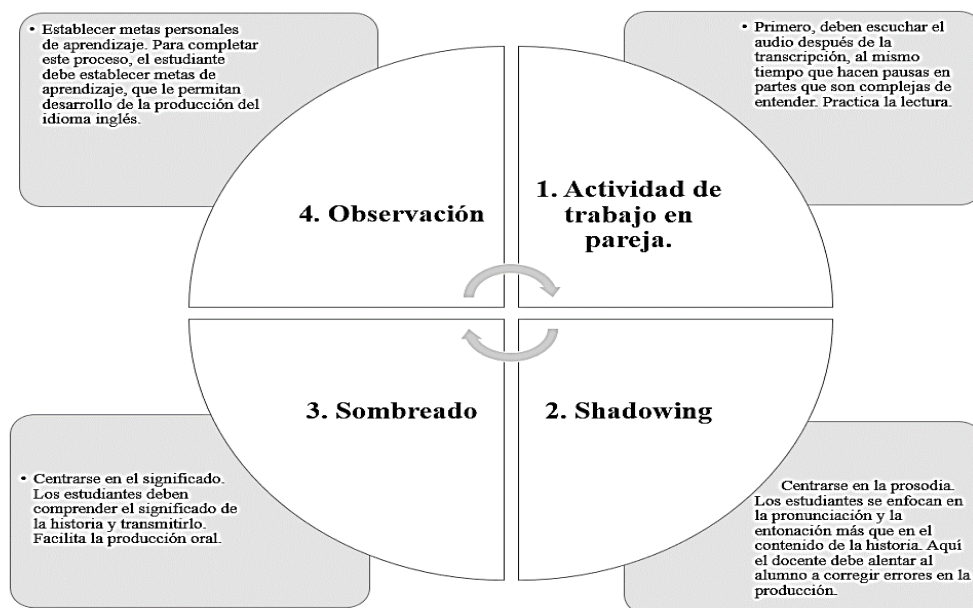 • Establecer metas personales
de aprendizaje. Para completar
este proceso, el estudiante
debe establecer metas de
aprendizaje, que le permitan
desarrollo de la producción del
idioma inglés.
• Primero, deben escuchar el
audio después de la
transcripción, al mismo
tiempo que hacen pausas en
partes que son complejas de
entender. Practica la lectura.
4. Observación
1. Actividad de
trabajo en
pareja.
3. Sombreado
2. Shadowing
• Centrarse en el significado.
Los estudiantes deben
comprender el significado de
la historia y transmitirlo.
Facilita la producción oral.
Centrarse en la prosodia.
Los estudiantes se enfocan en
la pronunciación y la
entonación más que en el
contenido de la historia. Aquí
el docente debe alentar al
alumno a corregir errores en la
producción.